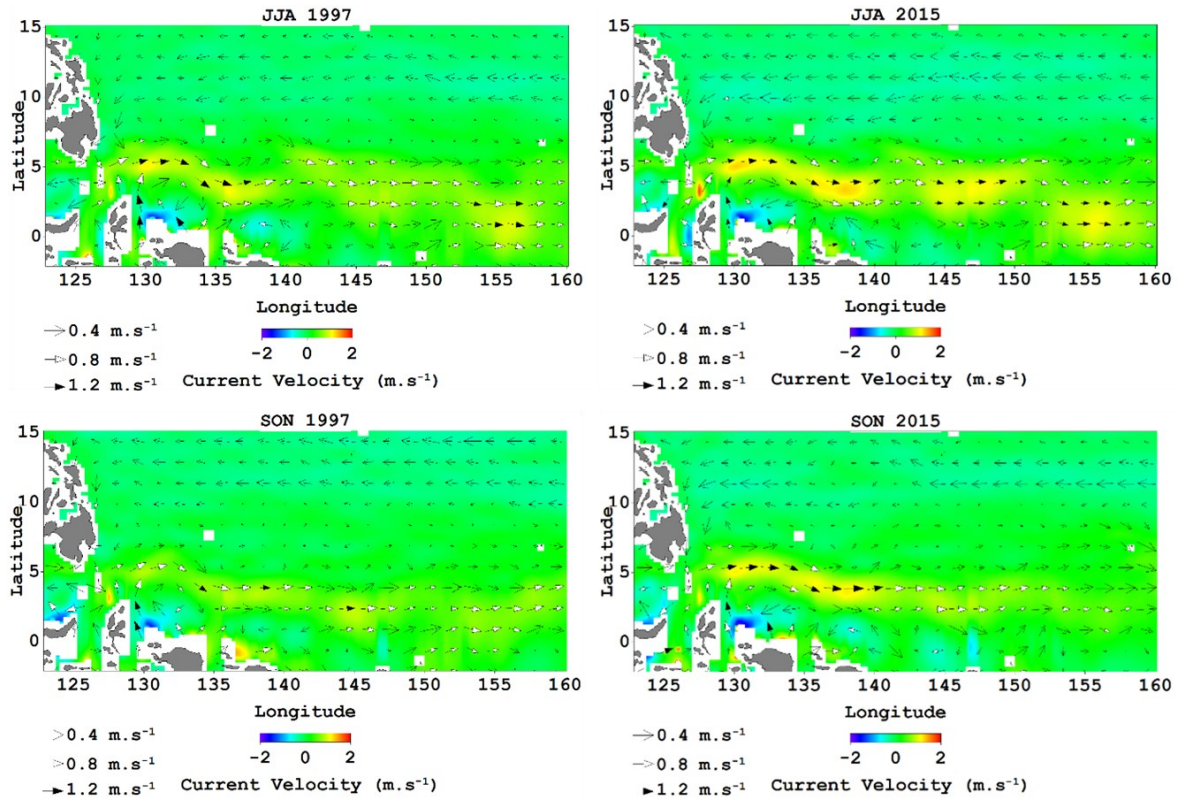 JJA 1997
JJA 2015
15
10
5
0
Latitude
125 130 135 140 145 150 155 160
Longitude
0.4 m.s⁻¹
0.8 m.s⁻¹
1.2 m.s⁻¹
-2 0 2
Current Velocity (m.s⁻¹)
15
10
5
0
Latitude
125 130 135 140 145 150 155 160
Longitude
0.4 m.s⁻¹
0.8 m.s⁻¹
1.2 m.s⁻¹
-2 0 2
Current Velocity (m.s⁻¹)
SON 1997
SON 2015
15
10
5
0
Latitude
125 130 135 140 145 150 155 160
Longitude
0.4 m.s⁻¹
0.8 m.s⁻¹
1.2 m.s⁻¹
-2 0 2
Current Velocity (m.s⁻¹)
15
10
5
0
Latitude
125 130 135 140 145 150 155 160
Longitude
0.4 m.s⁻¹
0.8 m.s⁻¹
1.2 m.s⁻¹
-2 0 2
Current Velocity (m.s⁻¹)